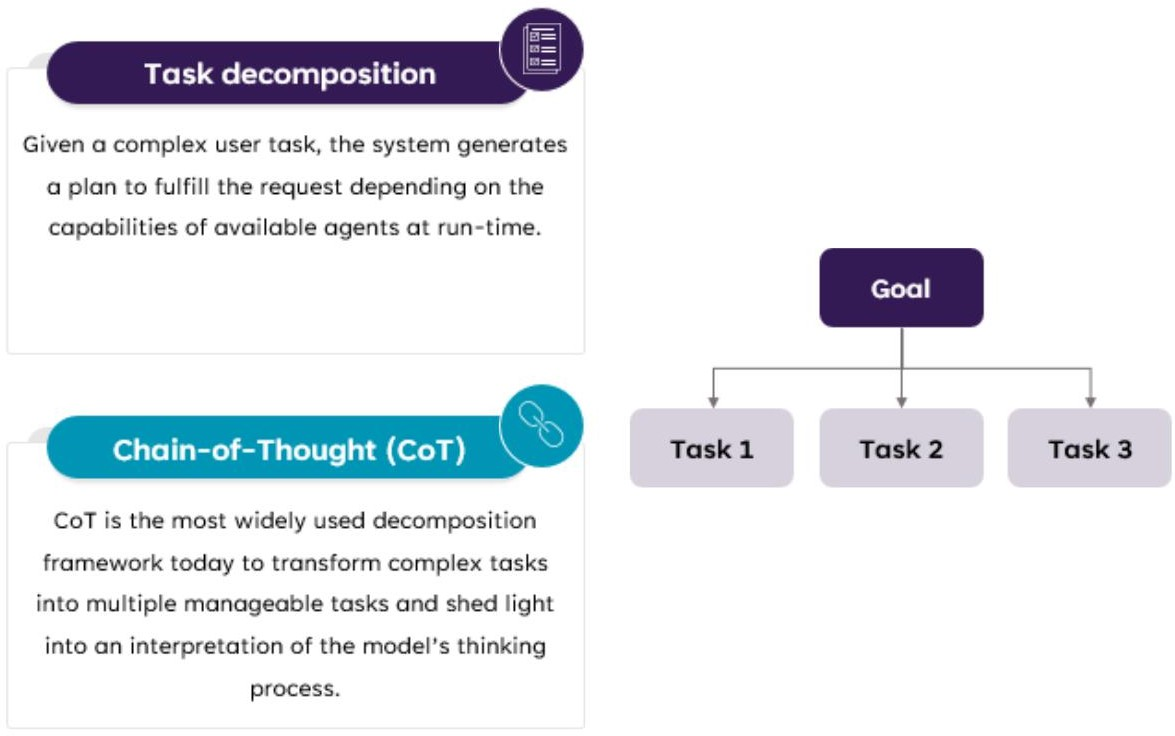 Task decomposition
Given a complex user task, the system generates
a plan to fulfill the request depending on the
capabilities of available agents at run-time.
Chain-of-Thought (CoT)
CoT is the most widely used decomposition
framework today to transform complex tasks
into multiple manageable tasks and shed light
into an interpretation of the model's thinking
process.
Goal
Task 1
Task 2
Task 3